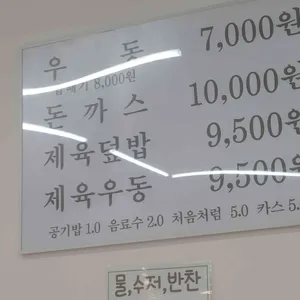 우 동 7,000원
곱빼기 8,000원
돈 까 스 10,000원
제육덮밥 9,500원
제육우동 9,500원
공기밥 1.0 음료수 2.0 처음처럼 5.0 카스 5.
물,수저,반찬